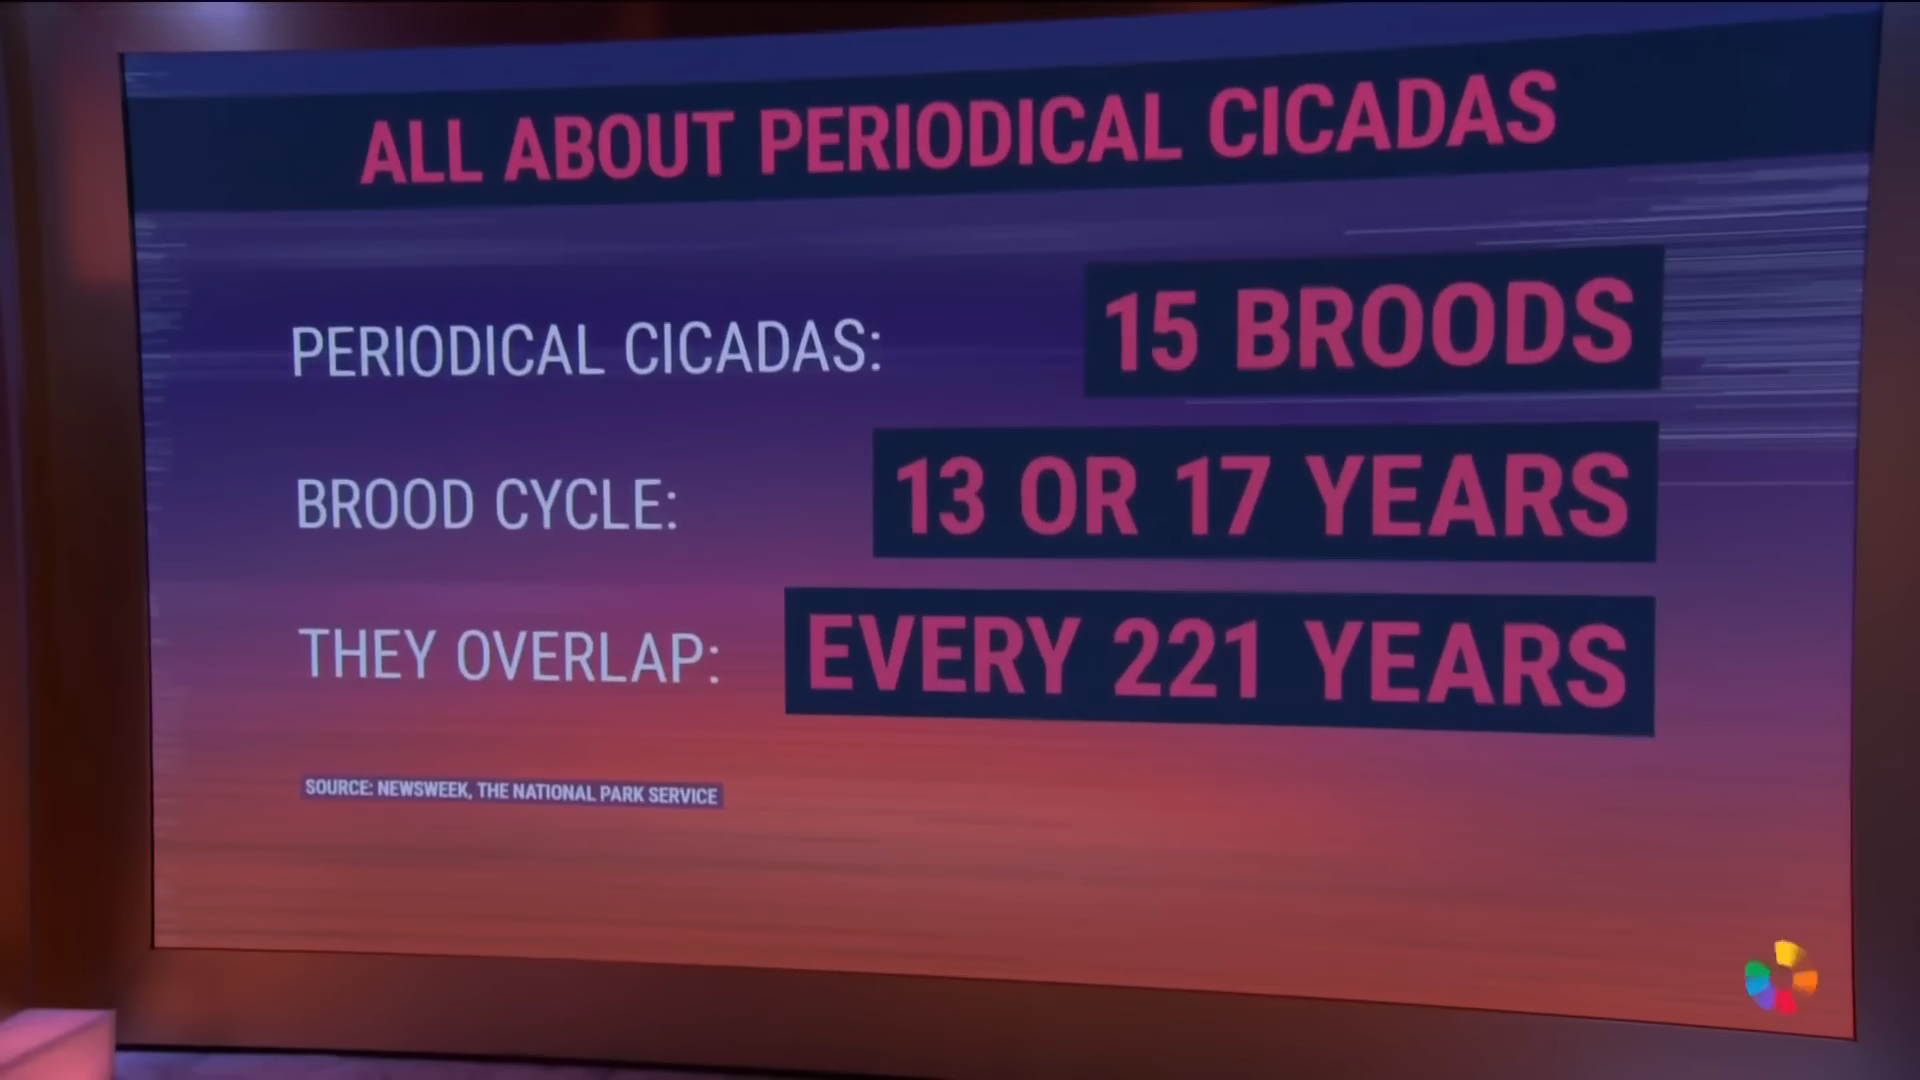 ALL ABOUT PERIODICAL CICADAS
PERIODICAL CICADAS: 15 BROODS
BROOD CYCLE: 13 OR 17 YEARS
THEY OVERLAP: EVERY 221 YEARS
SOURCE: NEWSWEEK, THE NATIONAL PARK SERVICE